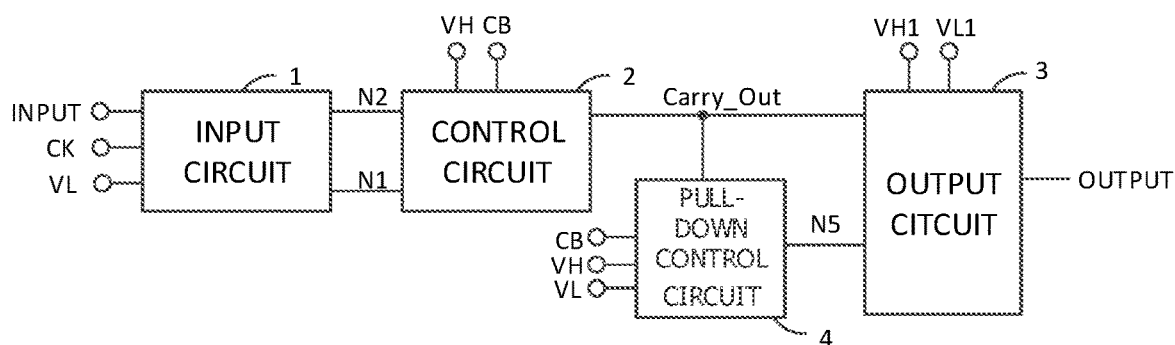 VH CB
VH1 VL1
1
2
3
INPUT
CK
VL
INPUT
CIRCUIT
N2
N1
CONTROL
CIRCUIT
Carry_Out
OUTPUT
CITCUIT
OUTPUT
CB
VH
VL
PULL-
DOWN
CONTROL
CIRCUIT
N5
4